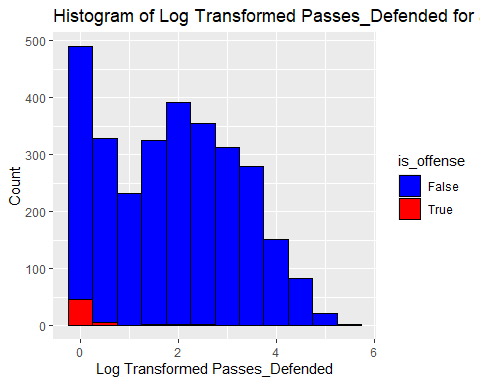 Histogram of Log Transformed Passes_Defended for
500
400
300
200
100
0
Count
0 2 4 6
Log Transformed Passes_Defended
is_offense
False
True